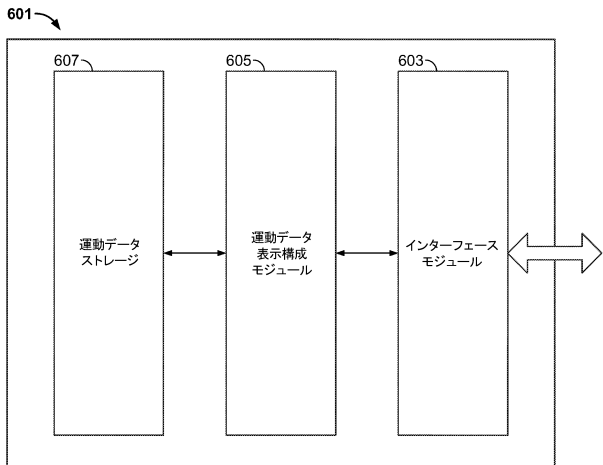 601
607
605
603
運動データ
ストレージ
運動データ
表示構成
モジュール
インターフェース
モジュール